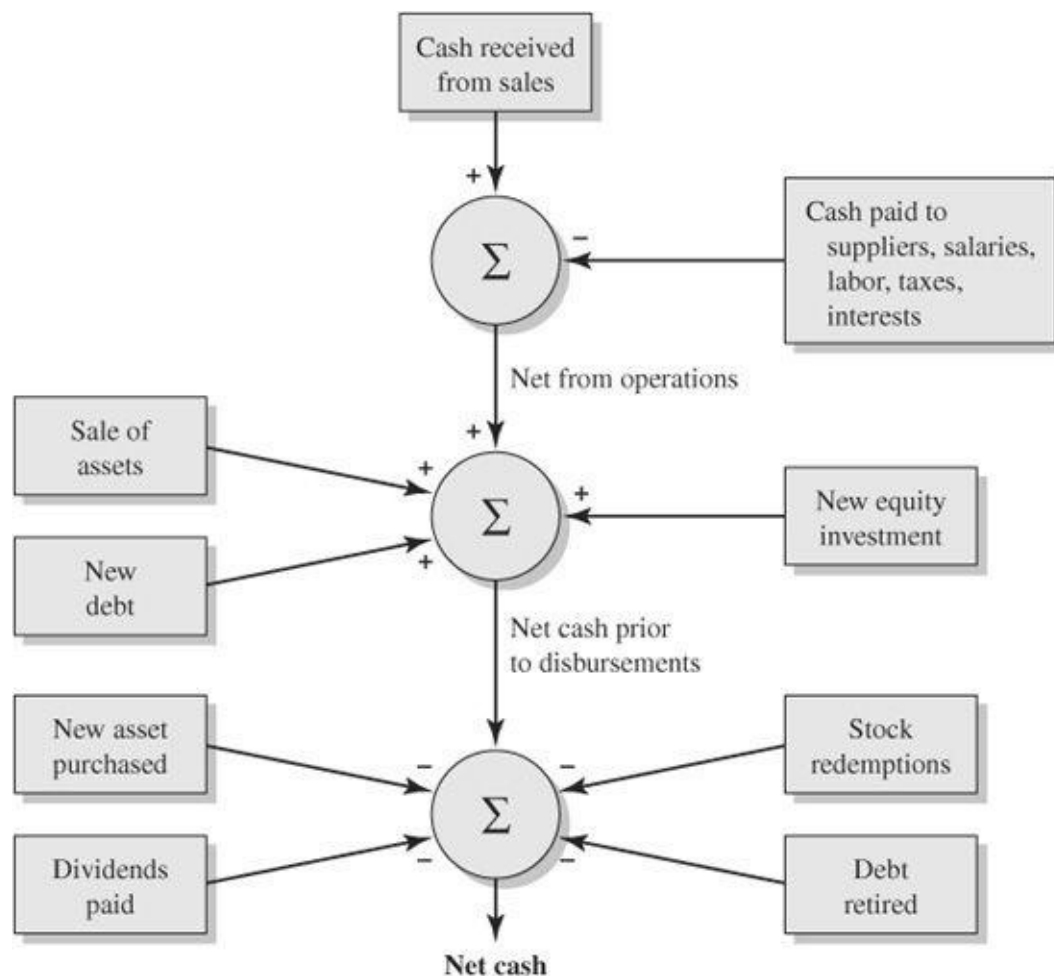 Cash received
from sales
+
Σ
−
Cash paid to
suppliers, salaries,
labor, taxes,
interests
Net from operations
Sale of
assets
+
+
Σ
+
New equity
investment
New
debt
+
Net cash prior
to disbursements
New asset
purchased
−
Σ
−
Stock
redemptions
Dividends
paid
−
−
Debt
retired
Net cash